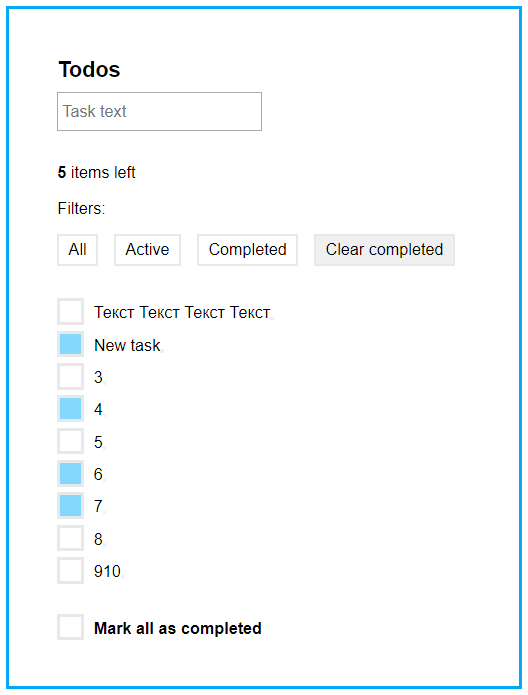 Todos
Task text
5 items left
Filters:
All Active Completed Clear completed
Текст Текст Текст Текст
New task
3
4
5
6
7
8
910
Mark all as completed